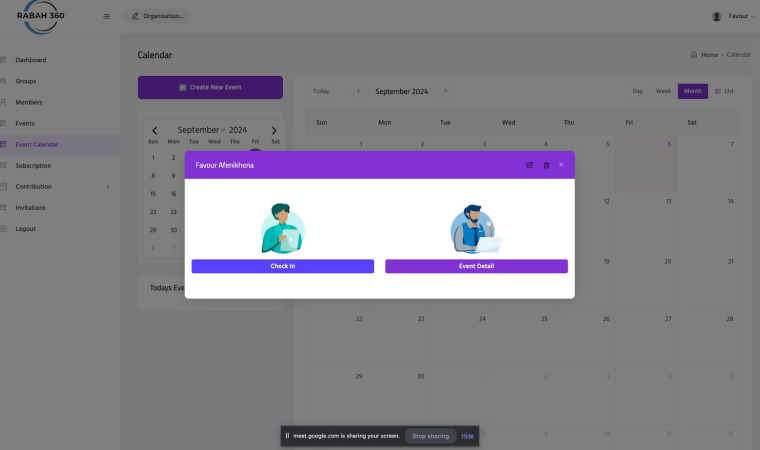 RABAH 360
Organisation...
Favour
Calendar
Home • Calendar
Dashboard
Groups
Members
Events
Event Calendar
Subscription
Contribution
Invitations
Logout
Create New Event
September 2024
Sun Mon Tue Wed Thu Fri Sat
1 2
8 9
15 16
22 23
29 30
6 7
Todays Eve
Today
September 2024
Day Week Month List
Sun Mon Tue Wed Thu Fri Sat
1 2 3 4 5 6 7
12 13 14
19 20 21
22 23 24 25 26 27 28
29 30 1 2 3 4 5
8 9 10 11 12
Favour Afenikhena
Check In
Event Detail
meet.google.com is sharing your screen. Stop sharing Hide